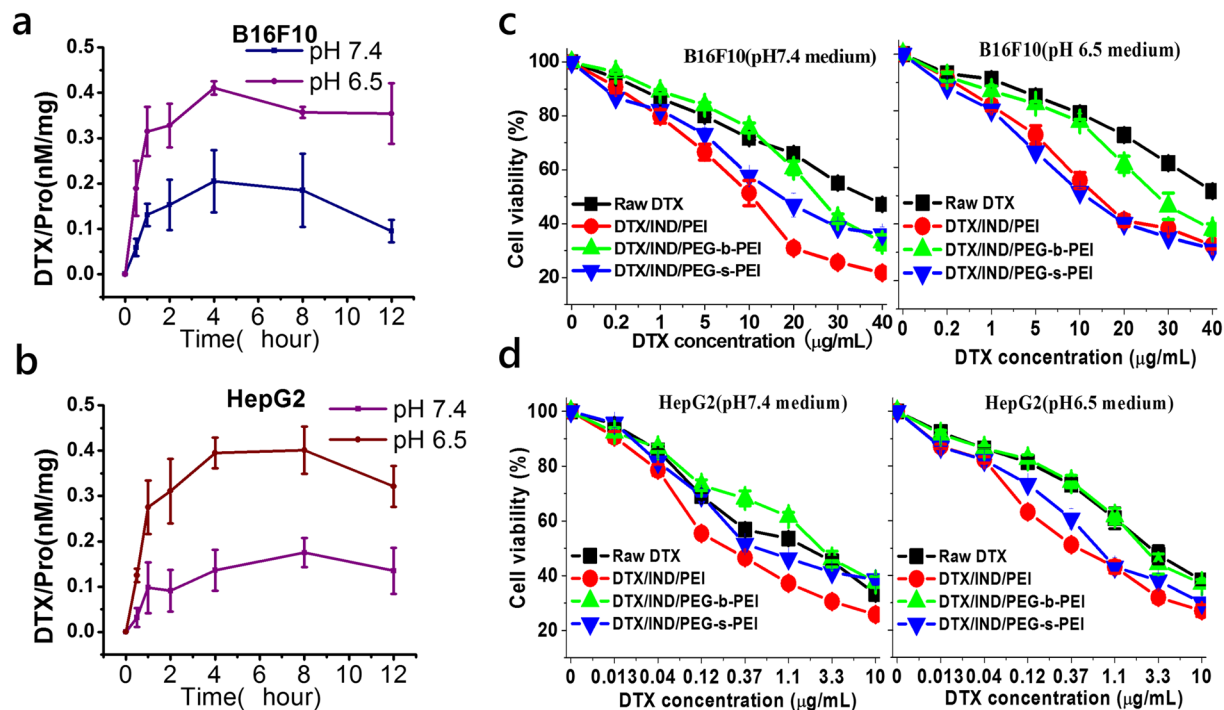 a
B16F10
pH 7.4
pH 6.5
DTX/Pro(nM/mg)
0.5
0.4
0.3
0.2
0.1
0.0
0 2 4 6 8 10 12
Time( hour)
b
HepG2
pH 7.4
pH 6.5
DTX/Pro(nM/mg)
0.5
0.4
0.3
0.2
0.1
0.0
0 2 4 6 8 10 12
Time( hour)
c
B16F10(pH7.4 medium)
Cell viability (%)
100
80
60
40
20
Raw DTX
DTX/IND/PEI
DTX/IND/PEG-b-PEI
DTX/IND/PEG-s-PEI
0 0.2 1 5 10 20 30 40
DTX concentration (μg/mL)
B16F10(pH 6.5 medium)
Raw DTX
DTX/IND/PEI
DTX/IND/PEG-b-PEI
DTX/IND/PEG-s-PEI
0 0.2 1 5 10 20 30 40
DTX concentration (μg/mL)
d
HepG2(pH7.4 medium)
Cell viability (%)
100
80
60
40
20
Raw DTX
DTX/IND/PEI
DTX/IND/PEG-b-PEI
DTX/IND/PEG-s-PEI
0 0.013 0.04 0.12 0.37 1.1 3.3 10
DTX concentration (μg/mL)
HepG2(pH6.5 medium)
Raw DTX
DTX/IND/PEI
DTX/IND/PEG-b-PEI
DTX/IND/PEG-s-PEI
0 0.013 0.04 0.12 0.37 1.1 3.3 10
DTX concentration (μg/mL)